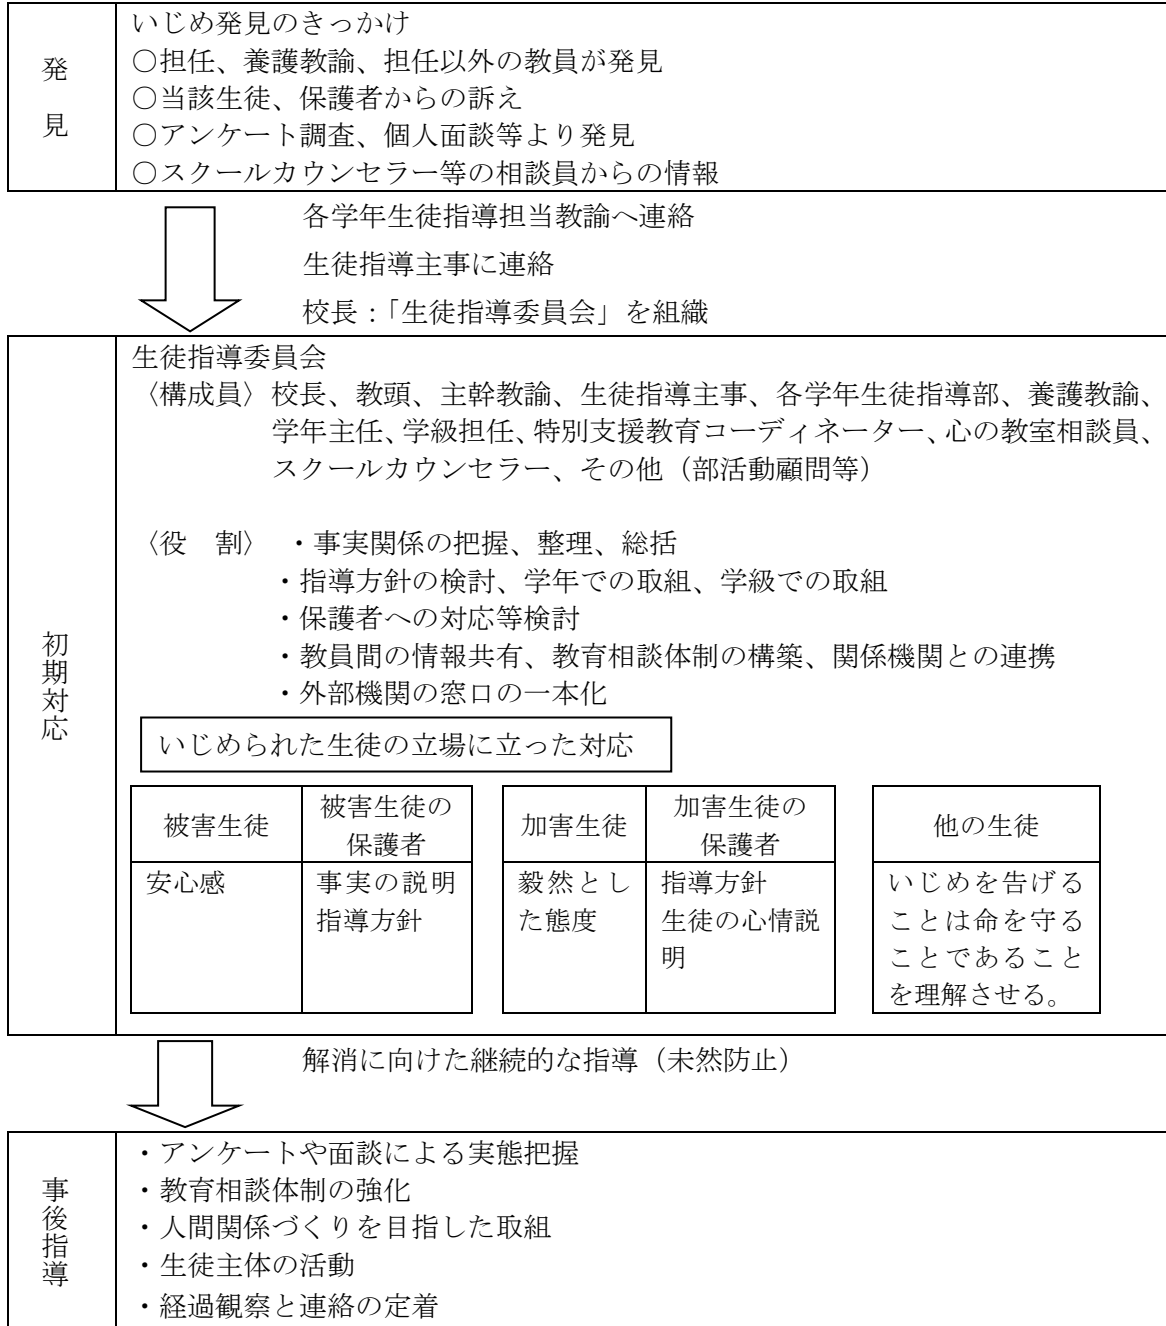 発見
いじめ発見のきっかけ
○担任、養護教諭、担任以外の教員が発見
○当該生徒、保護者からの訴え
○アンケート調査、個人面談等より発見
○スクールカウンセラー等の相談員からの情報
各学年生徒指導担当教諭へ連絡
生徒指導主事に連絡
校長：「生徒指導委員会」を組織
初期対応
生徒指導委員会
〈構成員〉校長、教頭、主幹教諭、生徒指導主事、各学年生徒指導部、養護教諭、
学年主任、学級担任、特別支援教育コーディネーター、心の教室相談員、
スクールカウンセラー、その他（部活動顧問等）
〈役　割〉 ・事実関係の把握、整理、総括
・指導方針の検討、学年での取組、学級での取組
・保護者への対応等検討
・教員間の情報共有、教育相談体制の構築、関係機関との連携
・外部機関の窓口の一本化
いじめられた生徒の立場に立った対応
被害生徒
安心感
被害生徒の
保護者
事実の説明
指導方針
加害生徒
毅然とし
た態度
加害生徒の
保護者
指導方針
生徒の心情説
明
他の生徒
いじめを告げる
ことは命を守る
ことであること
を理解させる。
解消に向けた継続的な指導（未然防止）
事後指導
・アンケートや面談による実態把握
・教育相談体制の強化
・人間関係づくりを目指した取組
・生徒主体の活動
・経過観察と連絡の定着